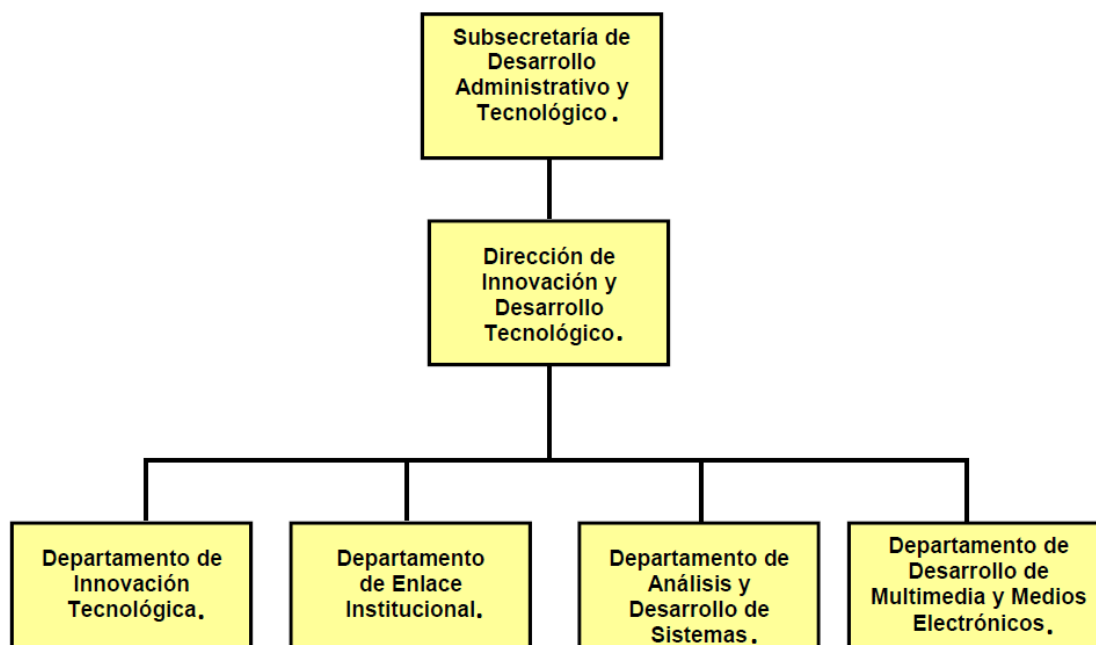 Subsecretaría de
Desarrollo
Administrativo y
Tecnológico.
Dirección de
Innovación y
Desarrollo
Tecnológico.
Departamento de
Innovación
Tecnológica.
Departamento
de Enlace
Institucional.
Departamento de
Análisis y
Desarrollo de
Sistemas.
Departamento de
Desarrollo de
Multimedia y Medios
Electrónicos.